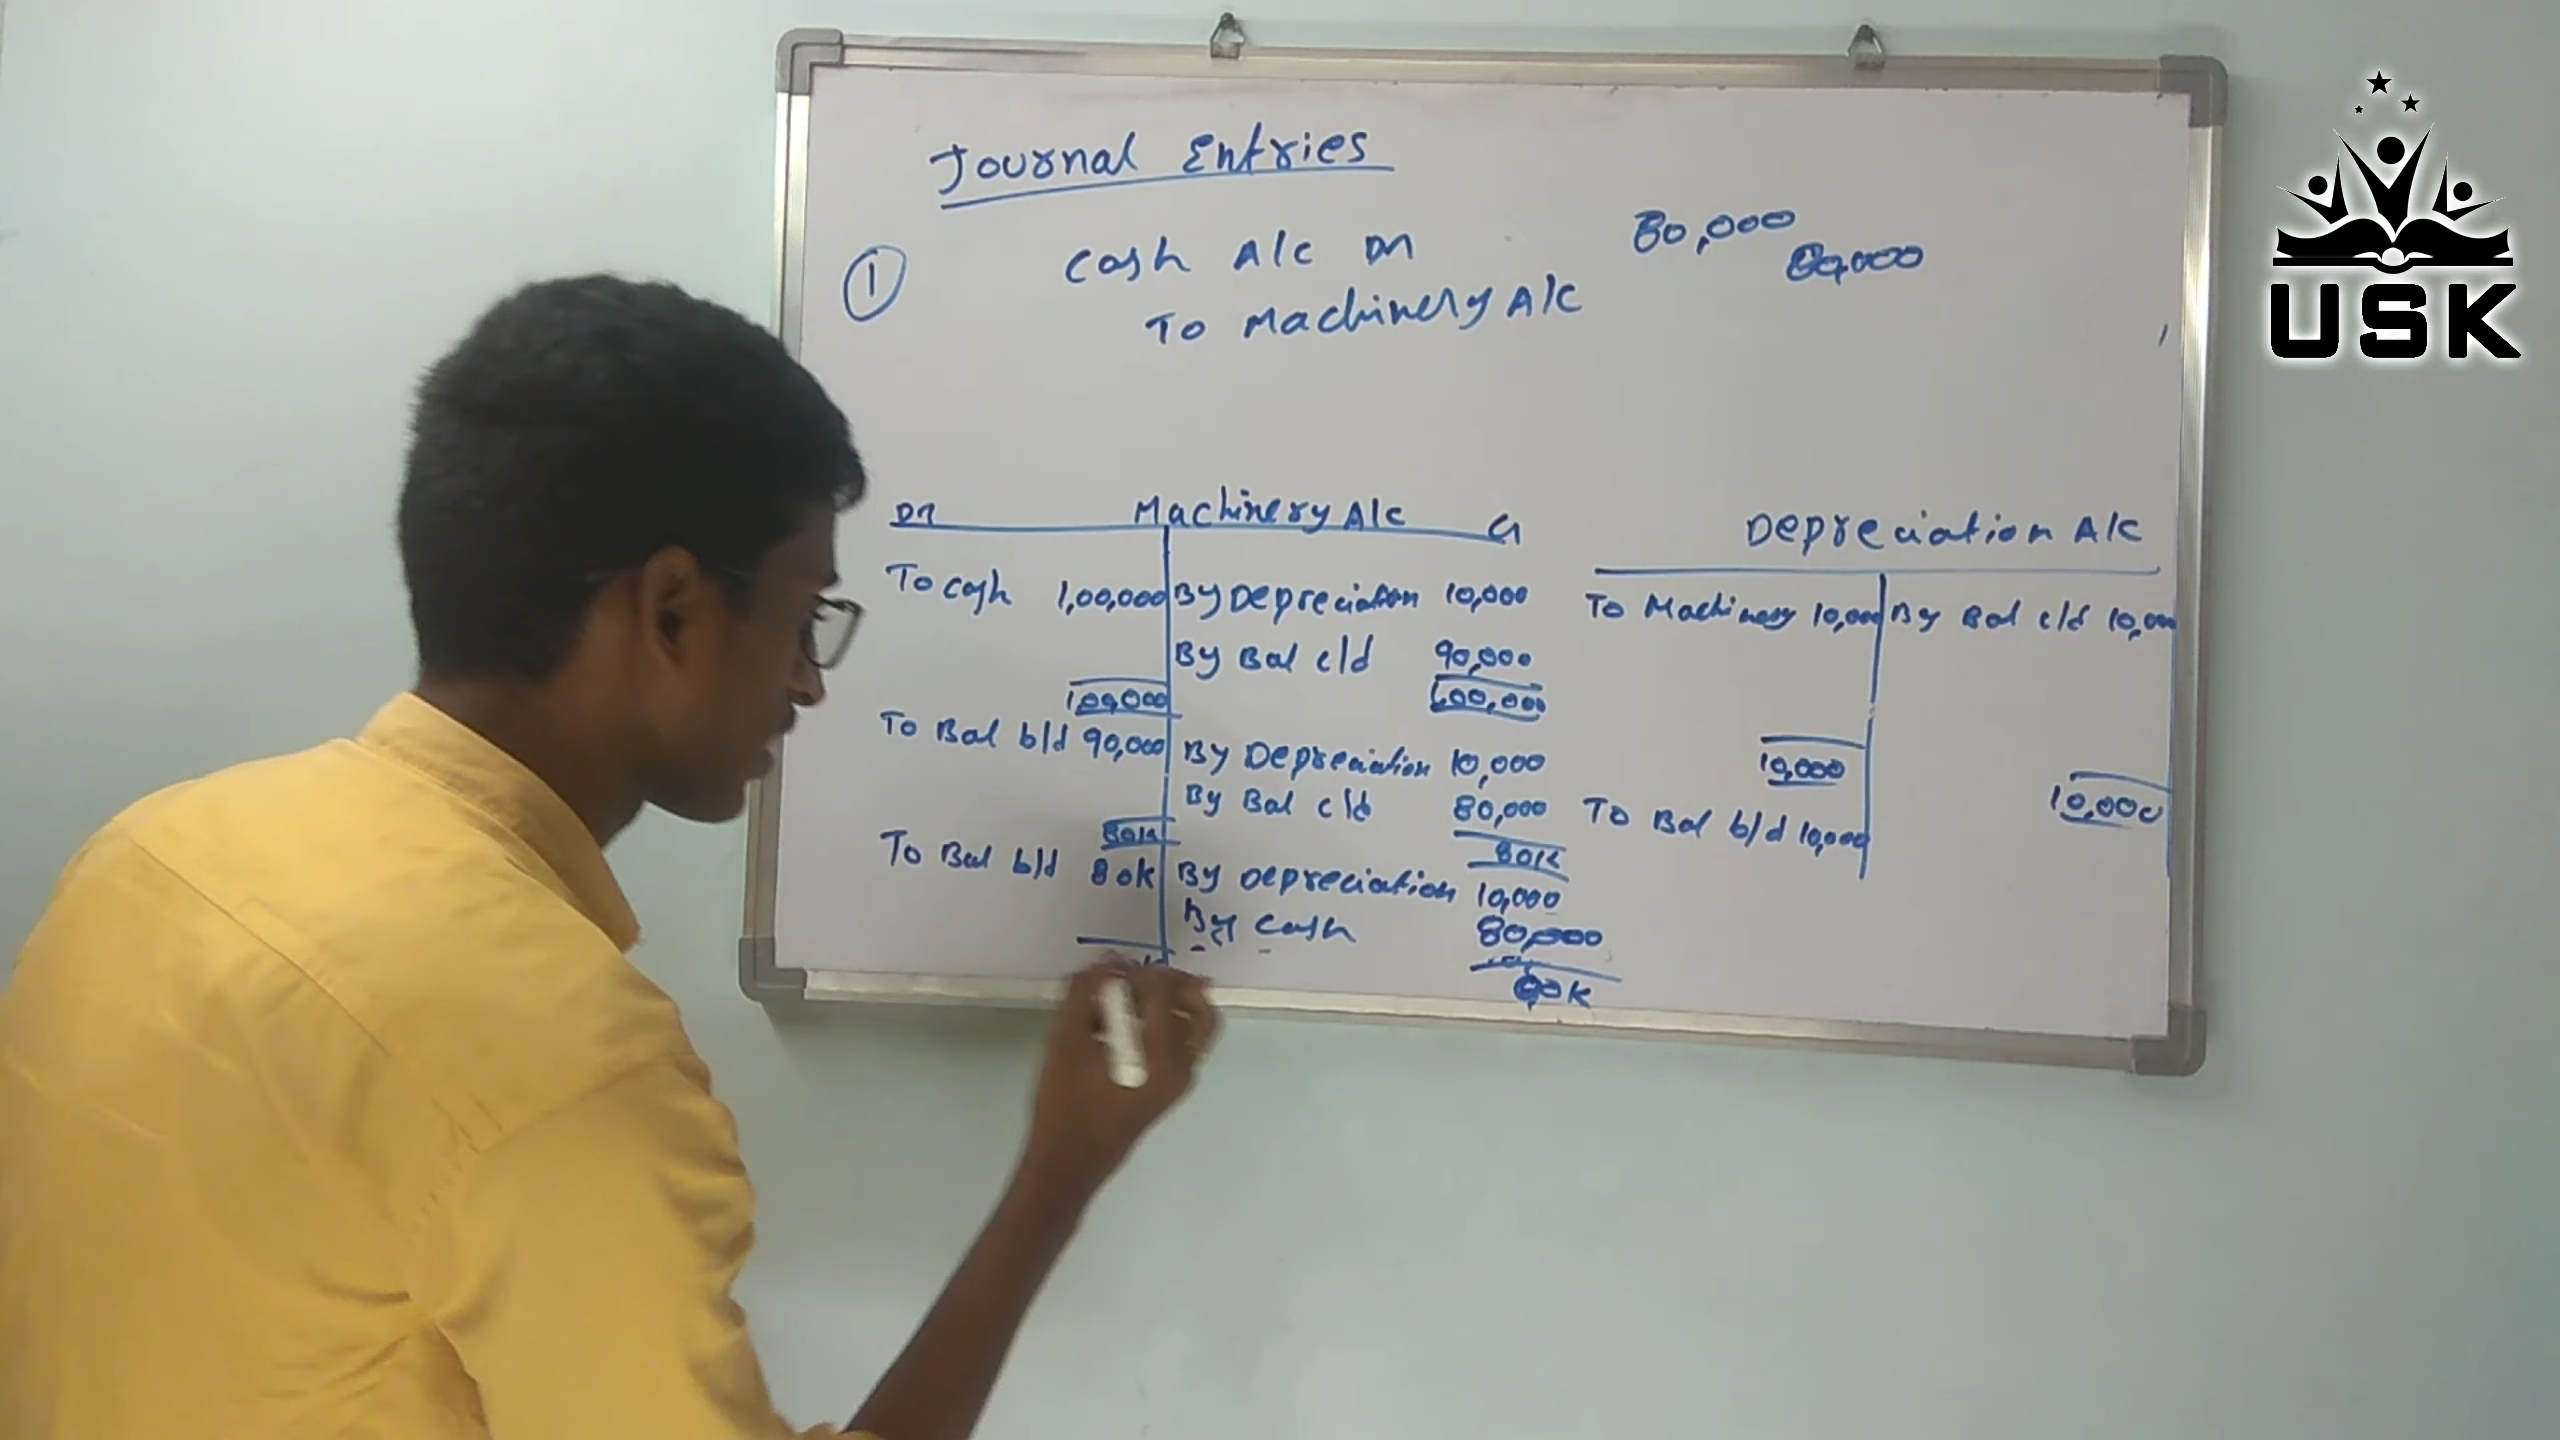 Journal Entries
① Cash A/c Dr 80,000
To Machinery A/c 80,000
Dr Machinery A/c Cr
To Cash 1,00,000 By Depreciation 10,000
By Bal c/d 90,000
1,00,000 1,00,000
To Bal b/d 90,000 By Depreciation 10,000
By Bal c/d 80,000
80K 80K
To Bal b/d 80K By Depreciation 10,000
By Cash 80,000
Depreciation A/c
To Machinery 10,000 By Bal c/d 10,000
10,000 10,000
To Bal b/d 10,000
USK